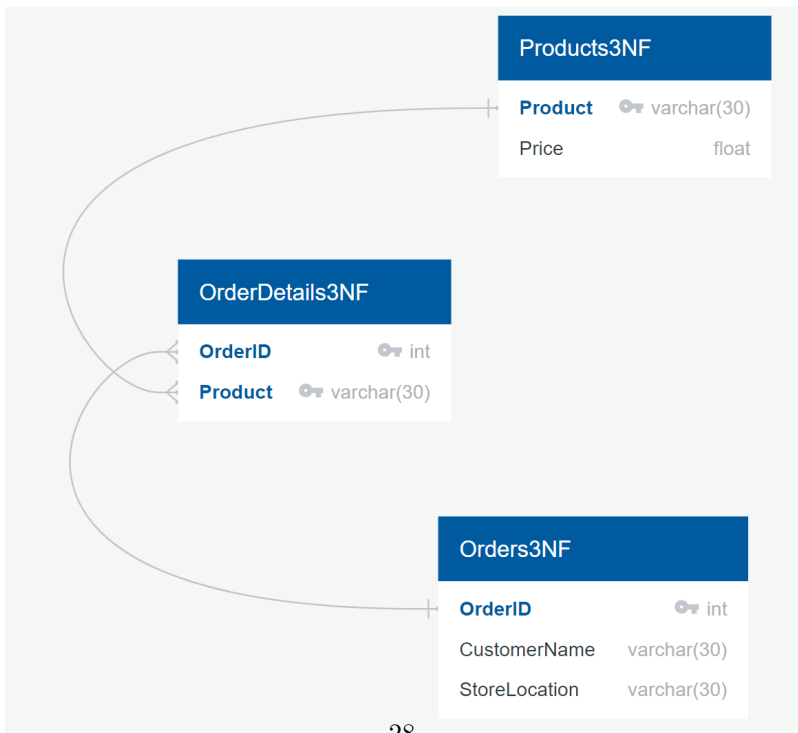 Products3NF
Product varchar(30)
Price float
OrderDetails3NF
OrderID int
Product varchar(30)
Orders3NF
OrderID int
CustomerName varchar(30)
StoreLocation varchar(30)
38